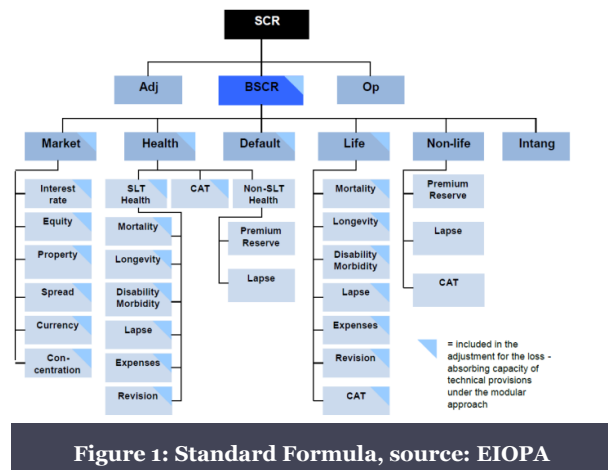 SCR
Adj
BSCR
Op
Market
Health
Default
Life
Non-life
Intang
Interest
rate
Equity
Property
Spread
Currency
Con-
centration
SLT
Health
CAT
Non-SLT
Health
Mortality
Longevity
Disability
Morbidity
Lapse
Expenses
Revision
Premium
Reserve
Lapse
Mortality
Longevity
Disability
Morbidity
Lapse
Expenses
Revision
CAT
Premium
Reserve
Lapse
CAT
= included in the
adjustment for the loss -
absorbing capacity of
technical provisions
under the modular
approach
Figure 1: Standard Formula, source: EIOPA